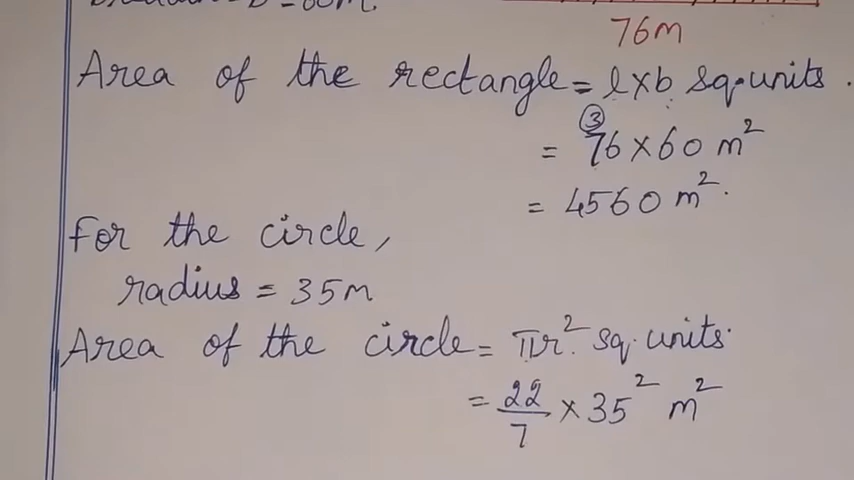 b = 60m.
76m
Area of the rectangle = l×b sq.units.
3
= 76×60 m²
= 4560 m².
For the circle,
radius = 35m
Area of the circle = πr² sq.units.
= 22/7 × 35² m²